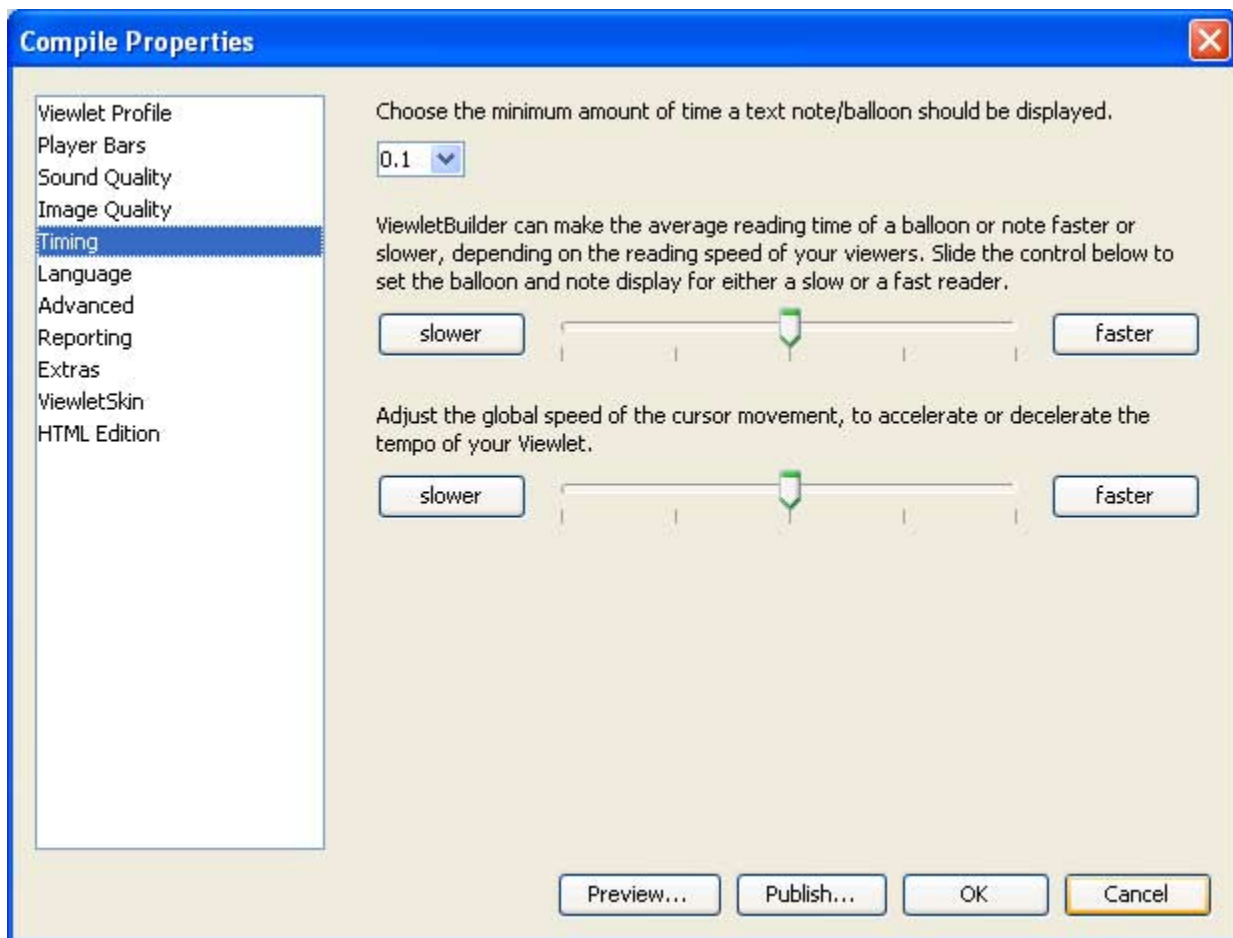 Compile Properties
Viewlet Profile
Player Bars
Sound Quality
Image Quality
Timing
Language
Advanced
Reporting
Extras
ViewletSkin
HTML Edition
Choose the minimum amount of time a text note/balloon should be displayed.
0.1
ViewletBuilder can make the average reading time of a balloon or note faster or
slower, depending on the reading speed of your viewers. Slide the control below to
set the balloon and note display for either a slow or a fast reader.
slower
faster
Adjust the global speed of the cursor movement, to accelerate or decelerate the
tempo of your Viewlet.
slower
faster
Preview...
Publish...
OK
Cancel